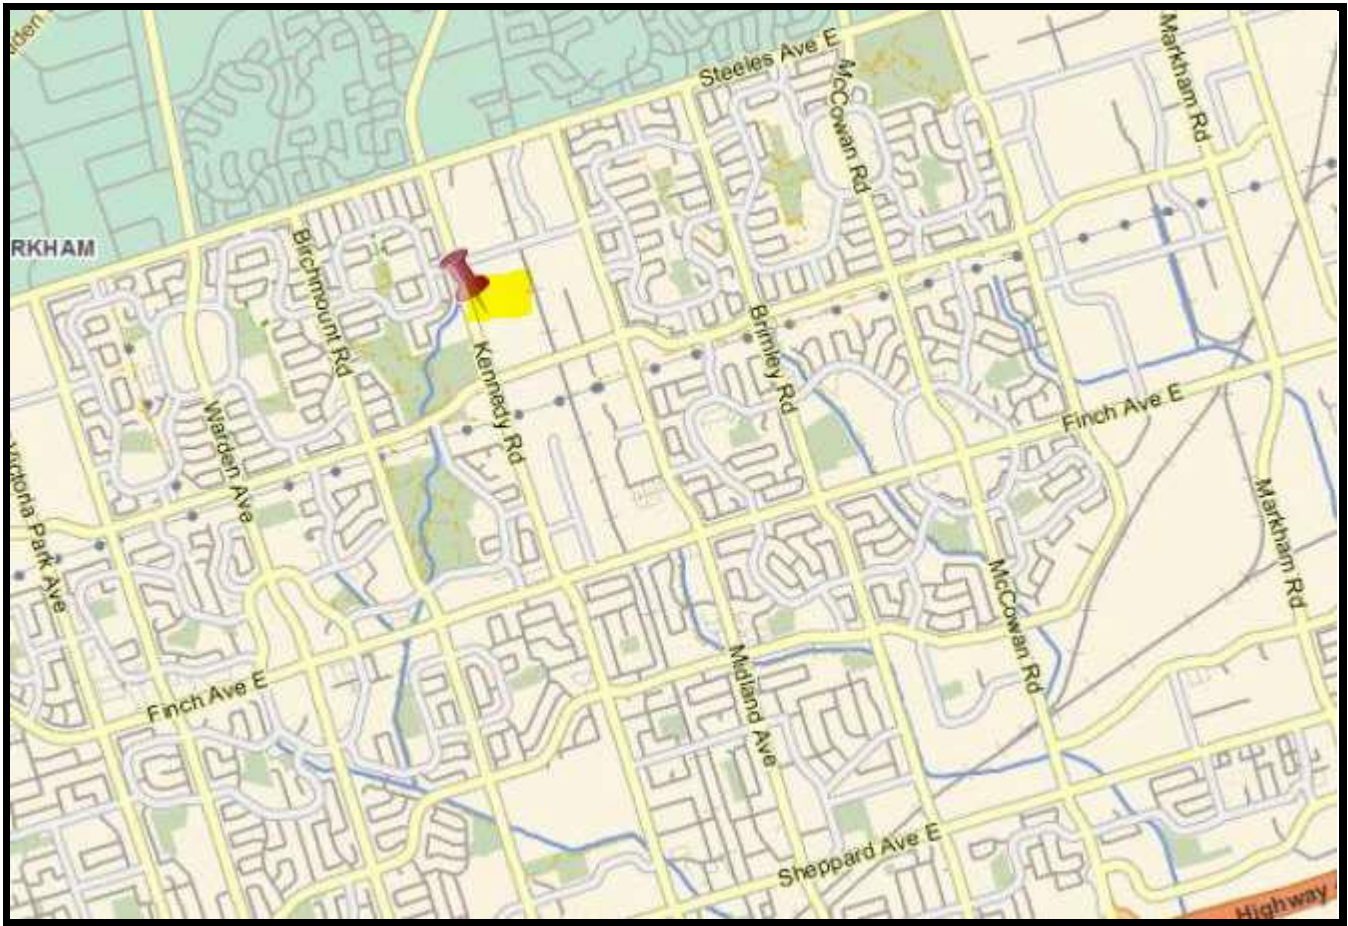 Steeles Ave E
McCowan Rd
Markham Rd
RKHAM
Birchmount Rd
Kennedy Rd
Brimley Rd
Warden Ave
Victoria Park Ave
Finch Ave E
Markham Rd
McCowan Rd
Midland Ave
Finch Ave E
Sheppard Ave E
Highway